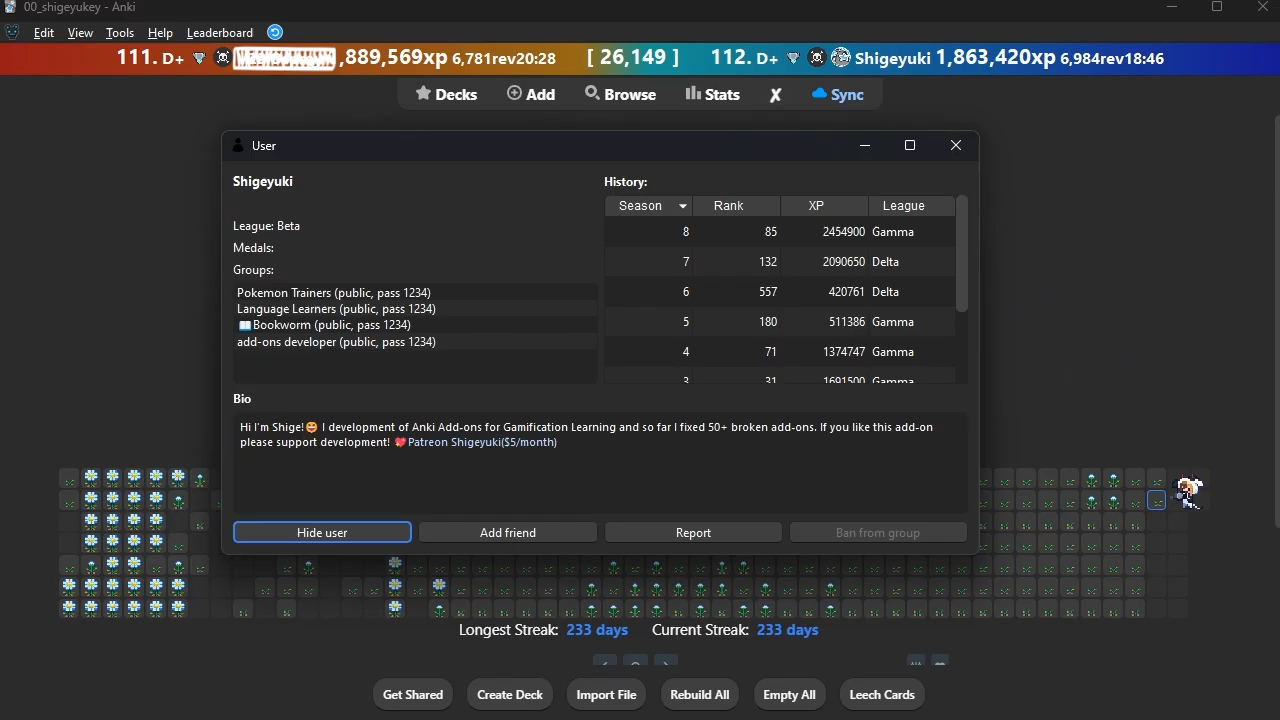 00_shigeyukey - Anki
Edit View Tools Help Leaderboard
111. D+ ,889,569xp 6,781rev20:28 [ 26,149 ] 112. D+ Shigeyuki 1,863,420xp 6,984rev18:46
Decks Add Browse Stats X Sync
User
Shigeyuki
League: Beta
Medals:
Groups:
Pokemon Trainers (public, pass 1234)
Language Learners (public, pass 1234)
📖Bookworm (public, pass 1234)
add-ons developer (public, pass 1234)
History:
Season Rank XP League
8 85 2454900 Gamma
7 132 2090650 Delta
6 557 420761 Delta
5 180 511386 Gamma
4 71 1374747 Gamma
3 31 1691500 Gamma
Bio
Hi I'm Shige!😄 I development of Anki Add-ons for Gamification Learning and so far I fixed 50+ broken add-ons. If you like this add-on
please support development! 💖Patreon Shigeyuki($5/month)
Hide user Add friend Report Ban from group
Longest Streak: 233 days Current Streak: 233 days
Get Shared Create Deck Import File Rebuild All Empty All Leech Cards